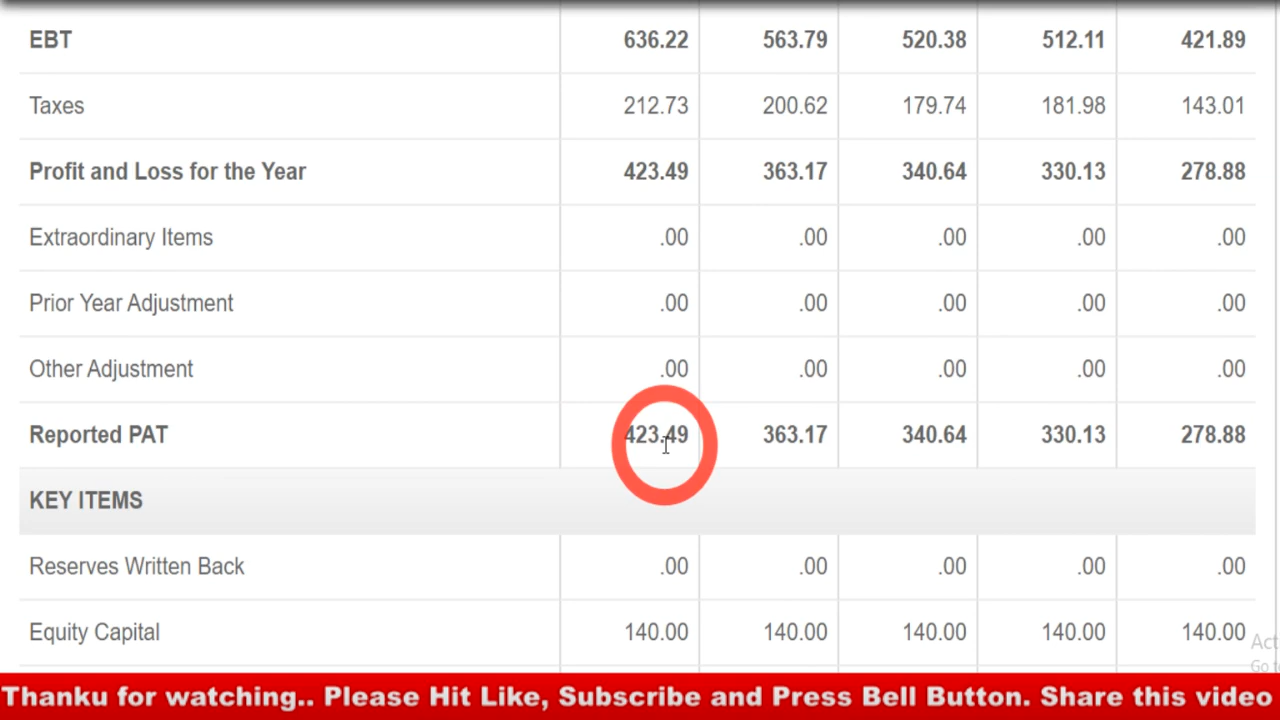 EBT 636.22 563.79 520.38 512.11 421.89
Taxes 212.73 200.62 179.74 181.98 143.01
Profit and Loss for the Year 423.49 363.17 340.64 330.13 278.88
Extraordinary Items .00 .00 .00 .00 .00
Prior Year Adjustment .00 .00 .00 .00 .00
Other Adjustment .00 .00 .00 .00 .00
Reported PAT 423.49 363.17 340.64 330.13 278.88
KEY ITEMS
Reserves Written Back .00 .00 .00 .00 .00
Equity Capital 140.00 140.00 140.00 140.00 140.00
Thanku for watching.. Please Hit Like, Subscribe and Press Bell Button. Share this video